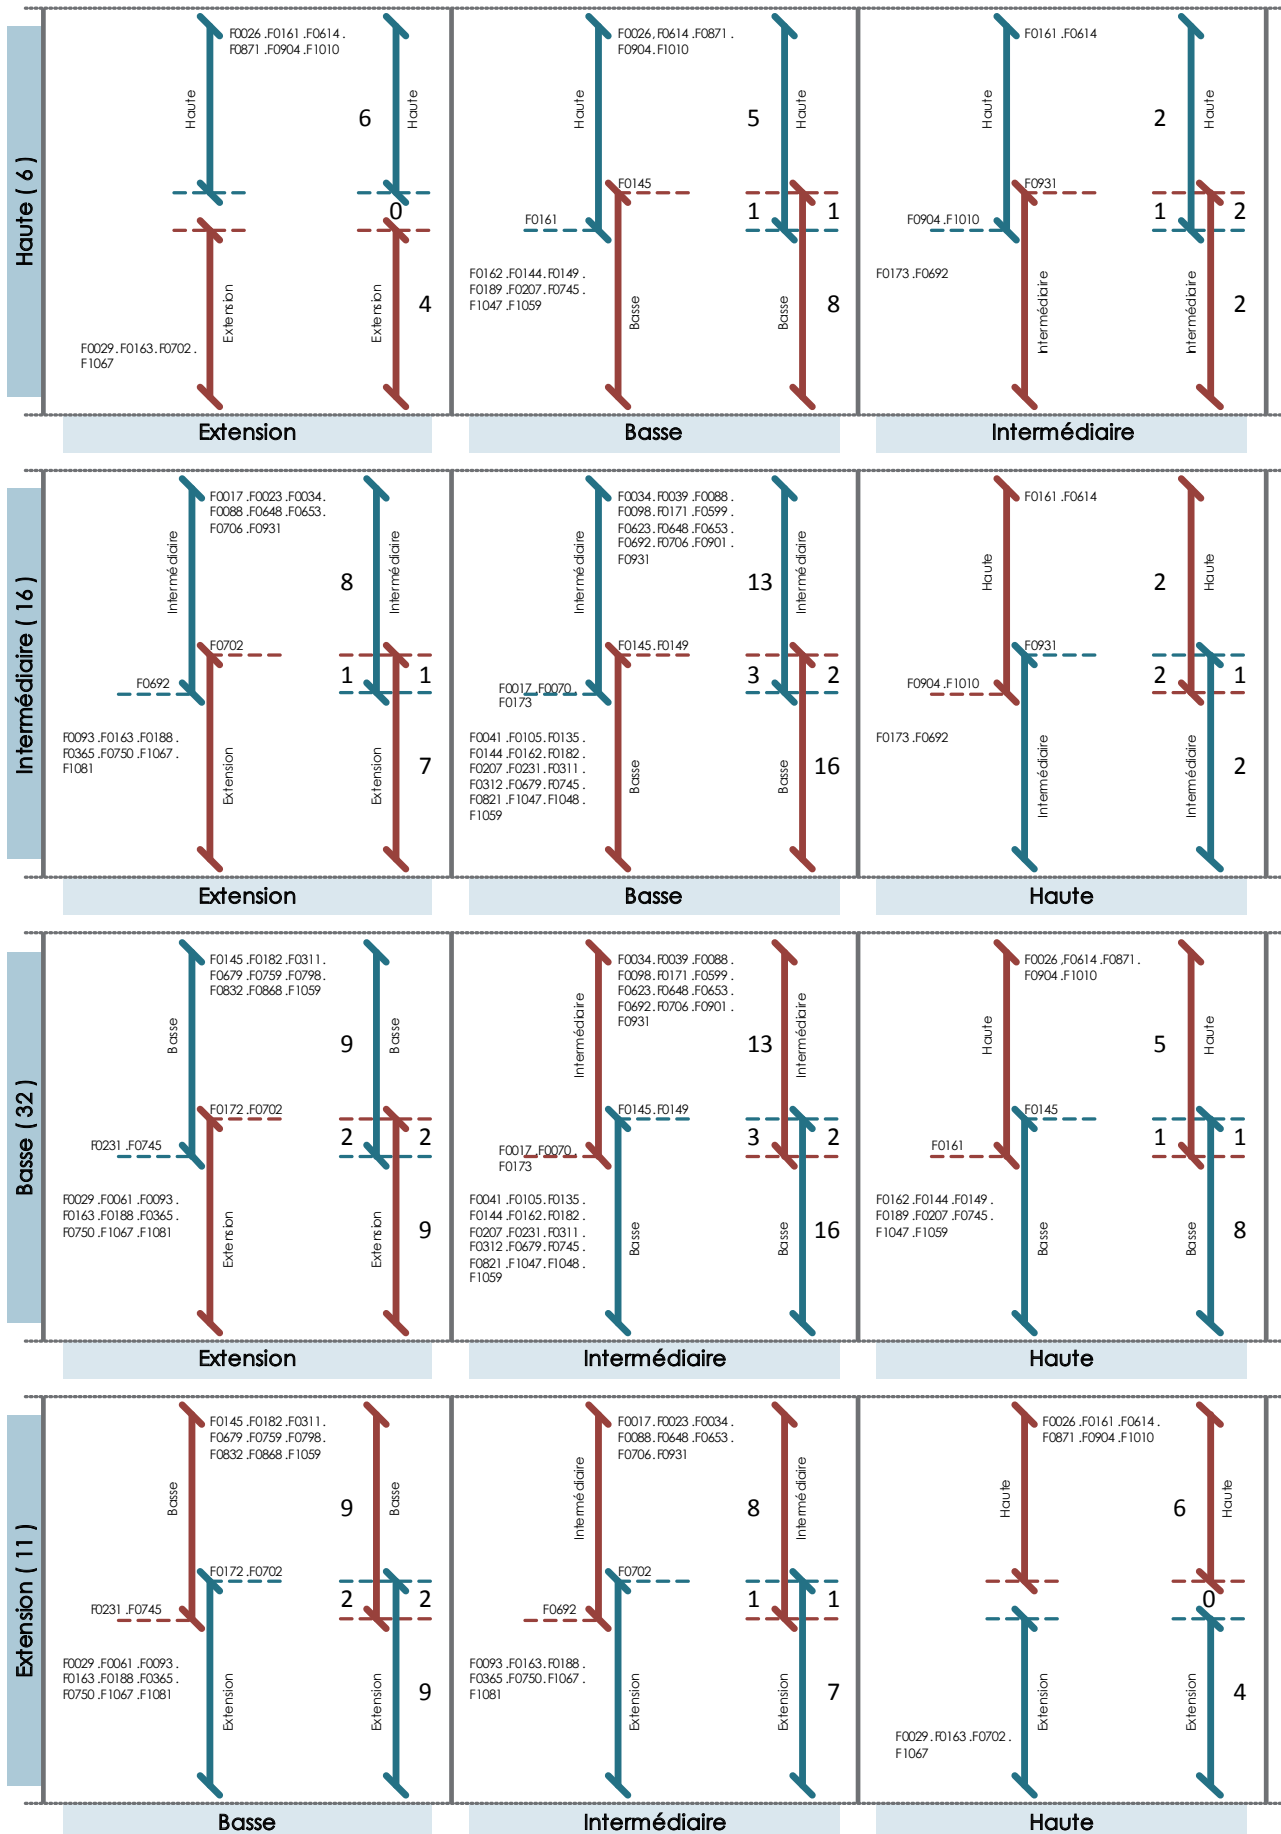 Haute ( 6 )
F0026 .F0161 .F0614 .
F0871 .F0904 .F1010
Haute
6
Haute
0
Extension
Extension
4
F0029 .F0163 .F0702 .
F1067
Extension
F0026 .F0614 .F0871 .
F0904 .F1010
Haute
5
Haute
F0145
F0161
1
1
F0162 .F0144 .F0149 .
F0189 .F0207 .F0745 .
F1047 .F1059
Basse
Basse
8
Basse
F0161 .F0614
Haute
2
Haute
F0931
F0904 .F1010
1
2
F0173 .F0692
Intermédiaire
Intermédiaire
2
Intermédiaire
Intermédiaire ( 16 )
F0017 .F0023 .F0034 .
F0088 .F0648 .F0653 .
F0706 .F0931
Intermédiaire
8
Intermédiaire
F0702
F0692
1
1
F0093 .F0163 .F0188 .
F0365 .F0750 .F1067 .
F1081
Extension
Extension
7
Extension
F0034 .F0039 .F0088 .
F0098 .F0171 .F0599 .
F0623 .F0648 .F0653 .
F0692 .F0706 .F0901 .
F0931
Intermédiaire
13
Intermédiaire
F0145 .F0149
F0017 .F0070 .
F0173
3
2
F0041 .F0105 .F0135 .
F0144 .F0162 .F0182 .
F0207 .F0231 .F0311 .
F0312 .F0679 .F0745 .
F0821 .F1047 .F1048 .
F1059
Basse
Basse
16
Basse
F0161 .F0614
Haute
2
Haute
F0931
F0904 .F1010
2
1
F0173 .F0692
Intermédiaire
Intermédiaire
2
Haute
Basse ( 32 )
F0145 .F0182 .F0311 .
F0679 .F0759 .F0798 .
F0832 .F0868 .F1059
Basse
9
Basse
F0172 .F0702
F0231 .F0745
2
2
F0029 .F0061 .F0093 .
F0163 .F0188 .F0365 .
F0750 .F1067 .F1081
Extension
Extension
9
Extension
F0034 .F0039 .F0088 .
F0098 .F0171 .F0599 .
F0623 .F0648 .F0653 .
F0692 .F0706 .F0901 .
F0931
Intermédiaire
13
Intermédiaire
F0145 .F0149
F0017 .F0070 .
F0173
3
2
F0041 .F0105 .F0135 .
F0144 .F0162 .F0182 .
F0207 .F0231 .F0311 .
F0312 .F0679 .F0745 .
F0821 .F1047 .F1048 .
F1059
Basse
Basse
16
Intermédiaire
F0026 .F0614 .F0871 .
F0904 .F1010
Haute
5
Haute
F0145
F0161
1
1
F0162 .F0144 .F0149 .
F0189 .F0207 .F0745 .
F1047 .F1059
Basse
Basse
8
Haute
Extension ( 11 )
F0145 .F0182 .F0311 .
F0679 .F0759 .F0798 .
F0832 .F0868 .F1059
Basse
9
Basse
F0172 .F0702
F0231 .F0745
2
2
F0029 .F0061 .F0093 .
F0163 .F0188 .F0365 .
F0750 .F1067 .F1081
Extension
Extension
9
Basse
F0017 .F0023 .F0034 .
F0088 .F0648 .F0653 .
F0706 .F0931
Intermédiaire
8
Intermédiaire
F0702
F0692
1
1
F0093 .F0163 .F0188 .
F0365 .F0750 .F1067 .
F1081
Extension
Extension
7
Intermédiaire
F0026 .F0161 .F0614 .
F0871 .F0904 .F1010
Haute
6
Haute
0
Extension
Extension
4
F0029 .F0163 .F0702 .
F1067
Haute